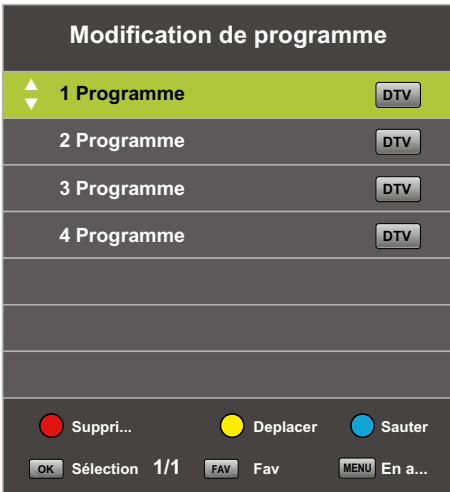 Modification de programme
1 Programme DTV
2 Programme DTV
3 Programme DTV
4 Programme DTV
Suppri... Deplacer Sauter
OK Sélection 1/1 FAV Fav MENU En a...